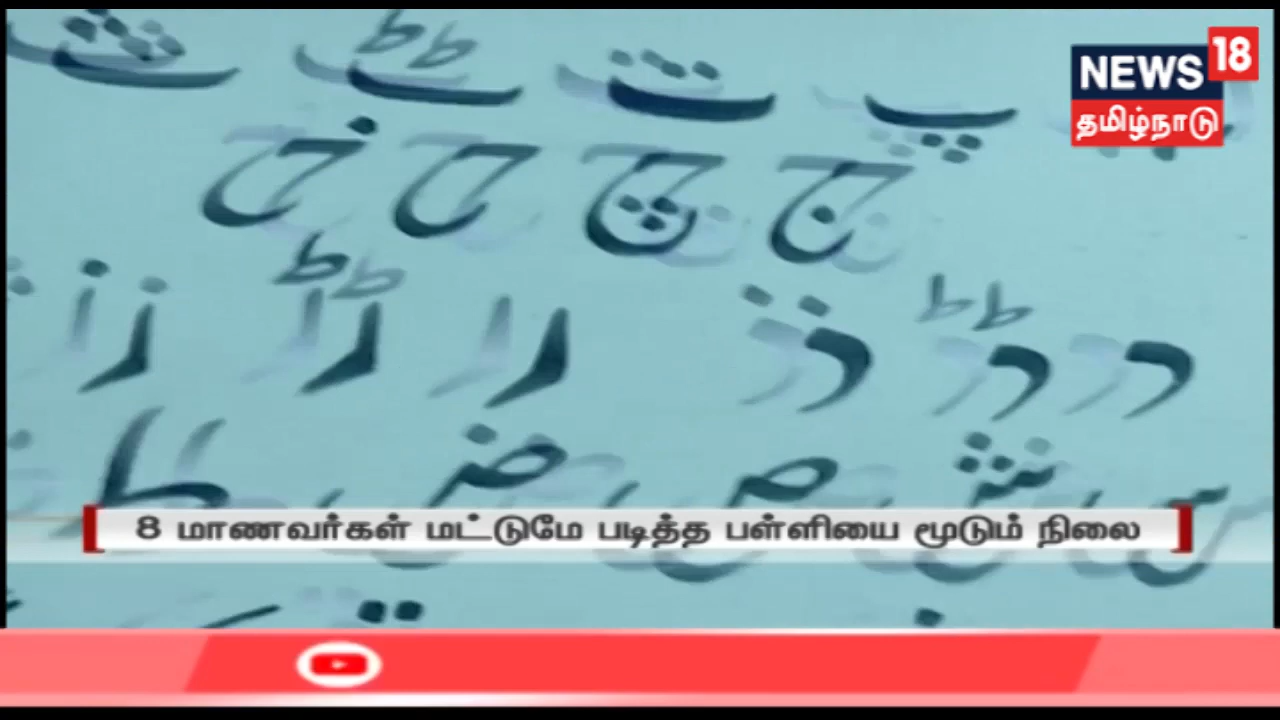 NEWS 18
தமிழ்நாடு
پ ت ٹ ث
ج چ ح خ
د ڈ ذ ر ڑ ز
س ش ص ض ط
8 மாணவர்கள் மட்டுமே படித்த பள்ளியை மூடும் நிலை